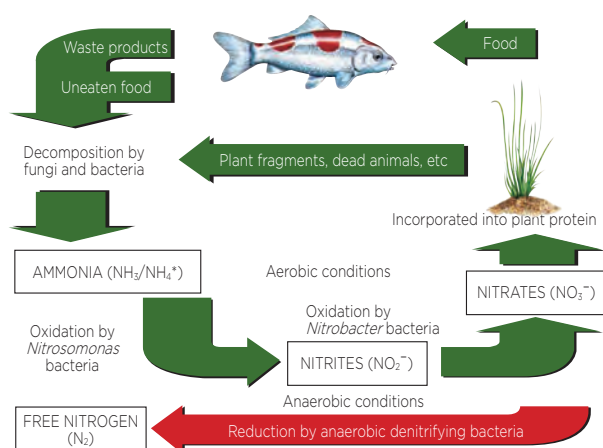 Waste products
Food
Uneaten food
Decomposition by
fungi and bacteria
Plant fragments, dead animals, etc
Incorporated into plant protein
AMMONIA (NH₃/NH₄*)
Aerobic conditions
NITRATES (NO₃⁻)
Oxidation by
Nitrosomonas
bacteria
Oxidation by
Nitrobacter bacteria
NITRITES (NO₂⁻)
Anaerobic conditions
FREE NITROGEN
(N₂)
Reduction by anaerobic denitrifying bacteria